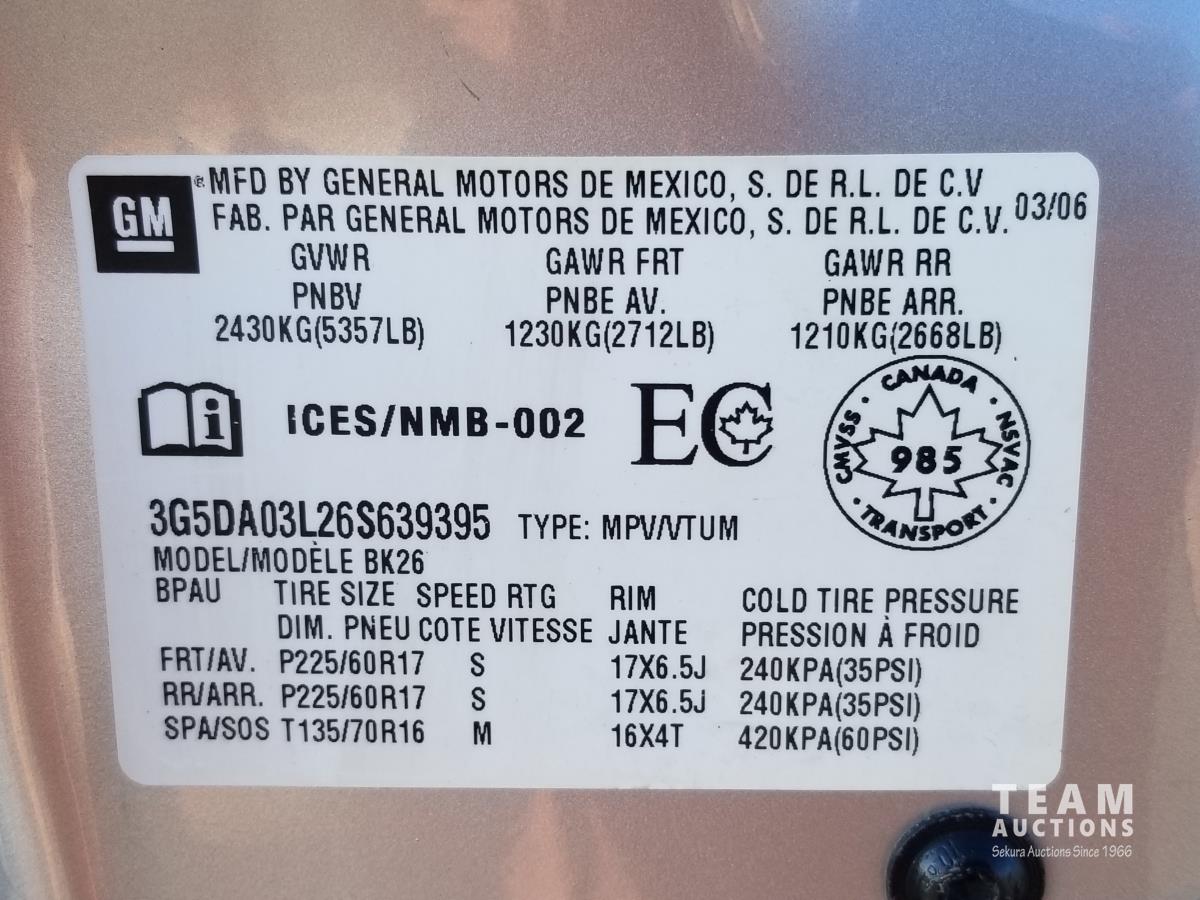 GM
® MFD BY GENERAL MOTORS DE MEXICO, S. DE R.L. DE C.V
FAB. PAR GENERAL MOTORS DE MEXICO, S. DE R.L. DE C.V. 03/06
GVWR GAWR FRT GAWR RR
PNBV PNBE AV. PNBE ARR.
2430KG(5357LB) 1230KG(2712LB) 1210KG(2668LB)
i ICES/NMB-002 EC
CANADA
CMVSS · NSVAC
985
TRANSPORT
3G5DA03L26S639395 TYPE: MPV/VTUM
MODEL/MODÈLE BK26
BPAU TIRE SIZE SPEED RTG RIM COLD TIRE PRESSURE
DIM. PNEU COTE VITESSE JANTE PRESSION À FROID
FRT/AV. P225/60R17 S 17X6.5J 240KPA(35PSI)
RR/ARR. P225/60R17 S 17X6.5J 240KPA(35PSI)
SPA/SOS T135/70R16 M 16X4T 420KPA(60PSI)
TEAM
AUCTIONS
Sekura Auctions Since 1966